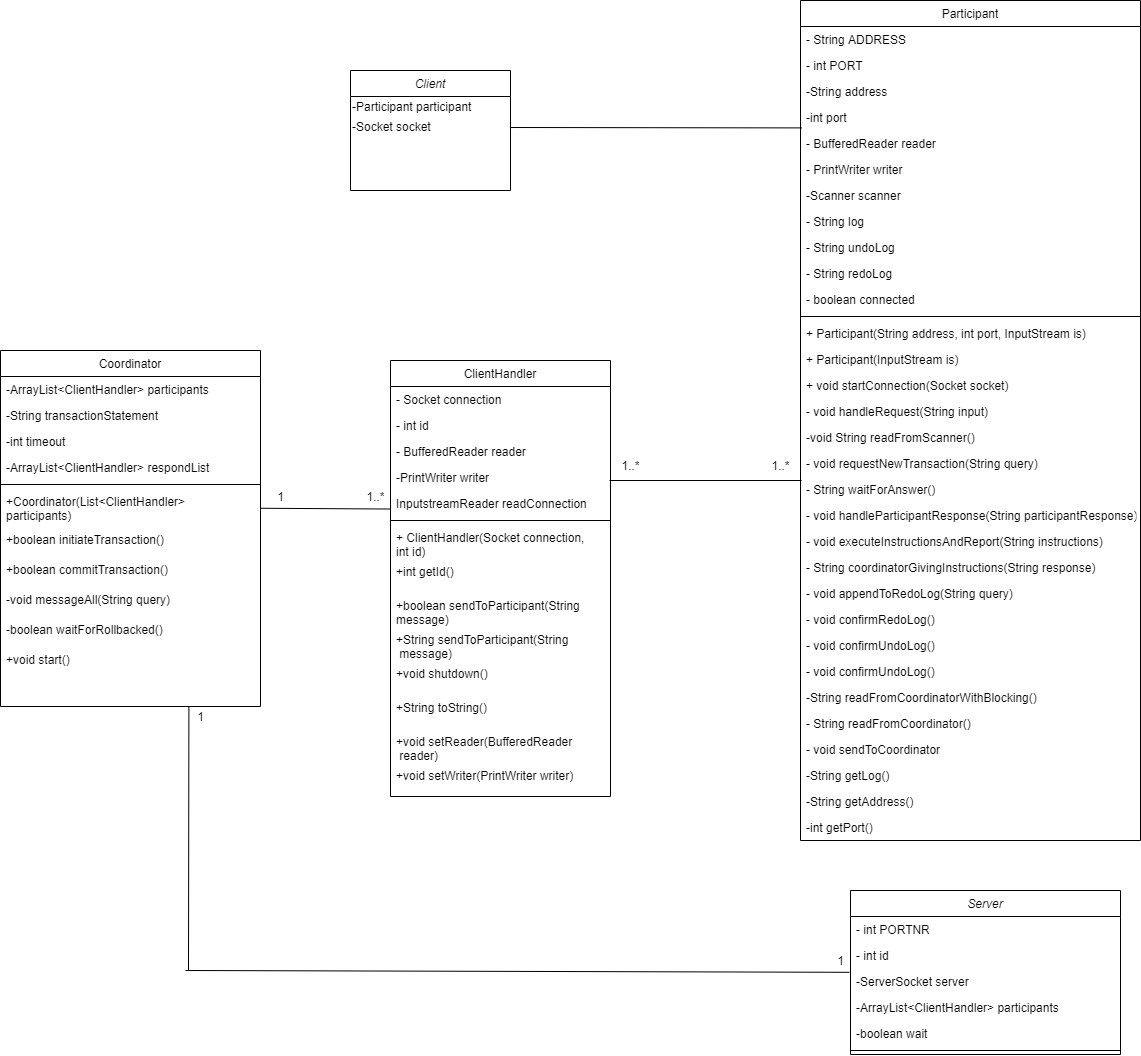 Participant
- String ADDRESS
- int PORT
-String address
-int port
- BufferedReader reader
- PrintWriter writer
-Scanner scanner
- String log
- String undoLog
- String redoLog
- boolean connected
+ Participant(String address, int port, InputStream is)
+ Participant(InputStream is)
+ void startConnection(Socket socket)
- void handleRequest(String input)
-void String readFromScanner()
- void requestNewTransaction(String query)
- String waitForAnswer()
- void handleParticipantResponse(String participantResponse)
- void executeInstructionsAndReport(String instructions)
- String coordinatorGivingInstructions(String response)
- void appendToRedoLog(String query)
- void confirmRedoLog()
- void confirmUndoLog()
- void confirmUndoLog()
-String readFromCoordinatorWithBlocking()
- String readFromCoordinator()
- void sendToCoordinator
-String getLog()
-String getAddress()
-int getPort()
Client
-Participant participant
-Socket socket
Coordinator
-ArrayList<ClientHandler> participants
-String transactionStatement
-int timeout
-ArrayList<ClientHandler> respondList
+Coordinator(List<ClientHandler>
participants)
+boolean initiateTransaction()
+boolean commitTransaction()
-void messageAll(String query)
-boolean waitForRollbacked()
+void start()
1
1..*
ClientHandler
- Socket connection
- int id
- BufferedReader reader
-PrintWriter writer
InputstreamReader readConnection
+ ClientHandler(Socket connection,
int id)
+int getId()
+boolean sendToParticipant(String
message)
+String sendToParticipant(String
message)
+void shutdown()
+String toString()
+void setReader(BufferedReader
reader)
+void setWriter(PrintWriter writer)
1..*
1..*
1
1
Server
- int PORTNR
- int id
-ServerSocket server
-ArrayList<ClientHandler> participants
-boolean wait